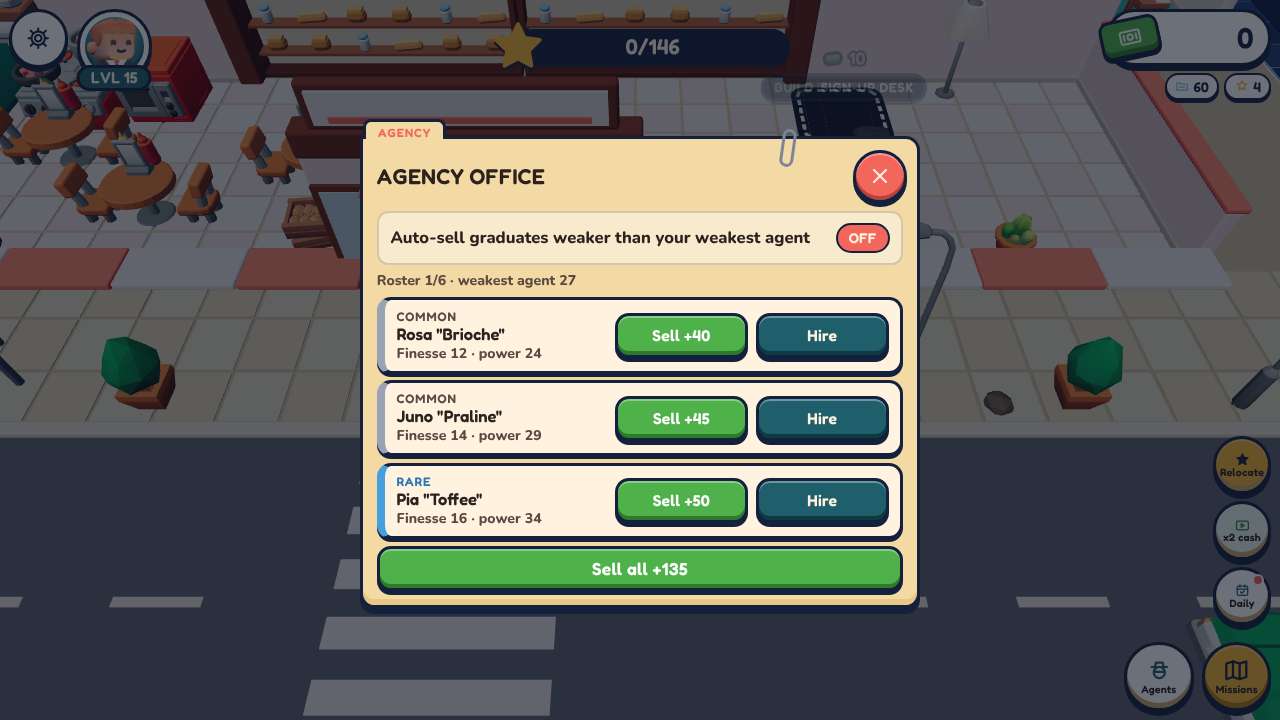 LVL 15
0/146
0
10
BUILD SIGN-UP DESK
60
4
AGENCY
AGENCY OFFICE
Auto-sell graduates weaker than your weakest agent
OFF
Roster 1/6 · weakest agent 27
COMMON
Rosa "Brioche"
Finesse 12 · power 24
Sell +40
Hire
COMMON
Juno "Praline"
Finesse 14 · power 29
Sell +45
Hire
RARE
Pia "Toffee"
Finesse 16 · power 34
Sell +50
Hire
Sell all +135
Relocate
x2 cash
Daily
Agents
Missions